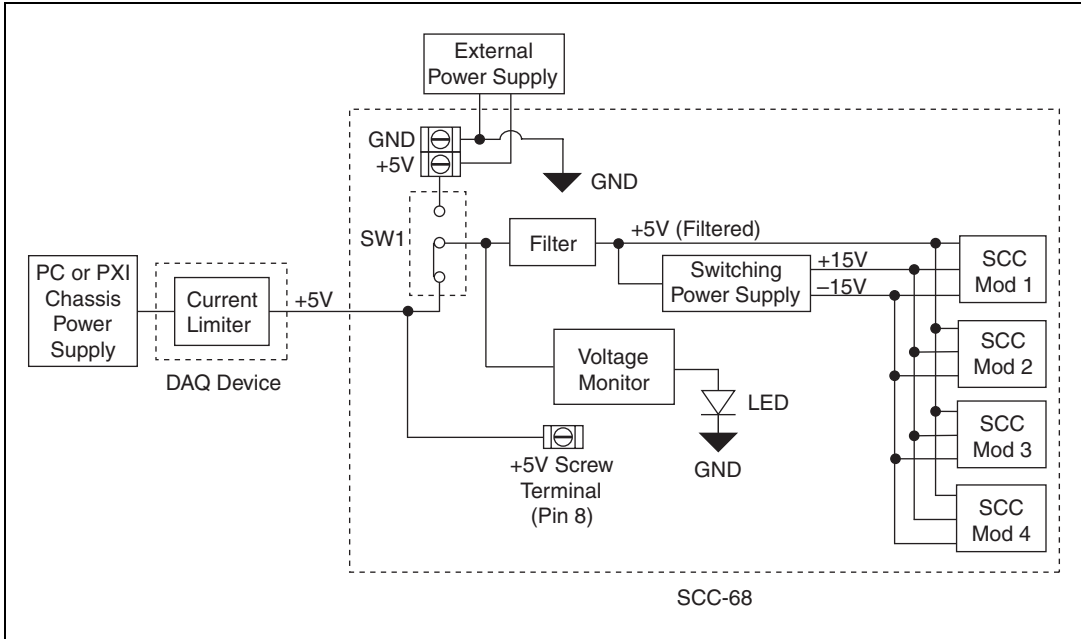 External
Power Supply
GND
+5V
GND
SW1
Filter
+5V (Filtered)
Switching
Power Supply
+15V
–15V
SCC
Mod 1
PC or PXI
Chassis
Power
Supply
Current
Limiter
+5V
DAQ Device
Voltage
Monitor
LED
GND
SCC
Mod 2
SCC
Mod 3
+5V Screw
Terminal
(Pin 8)
SCC
Mod 4
SCC-68